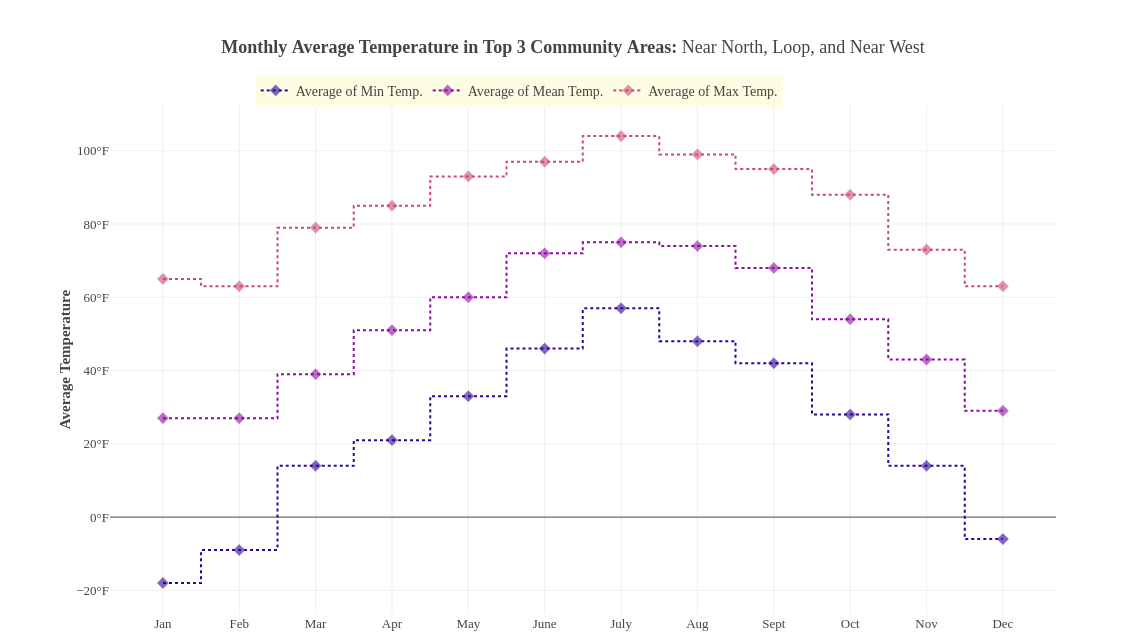 Monthly Average Temperature in Top 3 Community Areas: Near North, Loop, and Near West
Average of Min Temp. Average of Mean Temp. Average of Max Temp.
Average Temperature
100°F
80°F
60°F
40°F
20°F
0°F
−20°F
Jan Feb Mar Apr May June July Aug Sept Oct Nov Dec